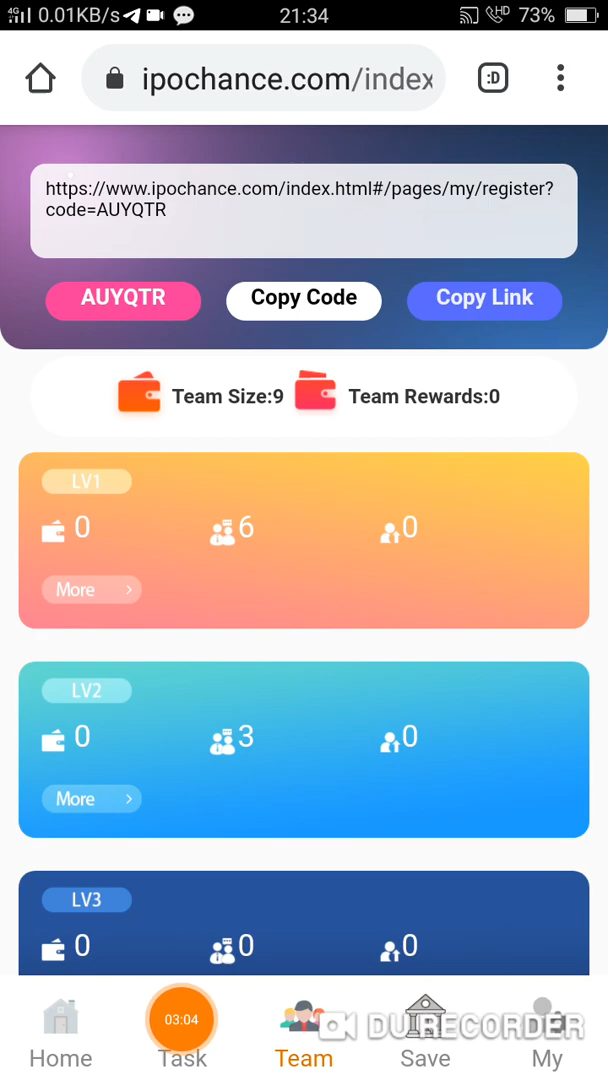 4G 0.01KB/s 21:34 HD 73%
ipochance.com/index :D
https://www.ipochance.com/index.html#/pages/my/register?
code=AUYQTR
AUYQTR Copy Code Copy Link
Team Size:9 Team Rewards:0
LV1
0 6 0
More >
LV2
0 3 0
More >
LV3
0 0 0
03:04
DU RECORDER
Home Task Team Save My